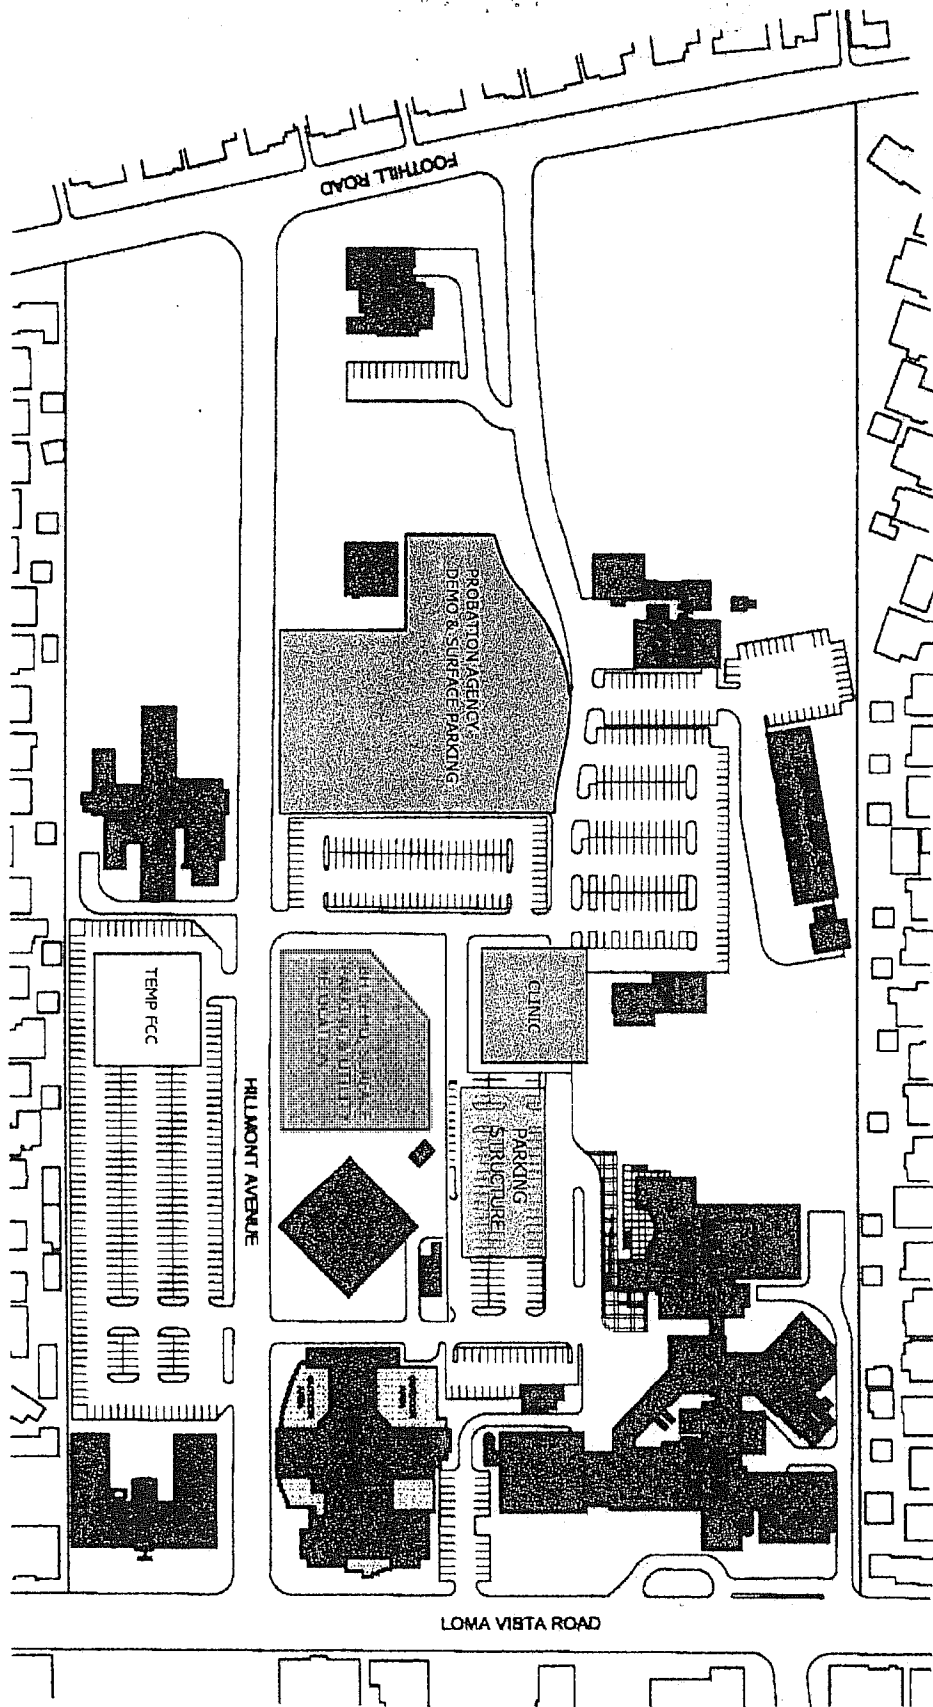 FOOTHILL ROAD
PROBATION AGENCY
DEMO & SURFACE PARKING
CLINIC
TEMP FCC
HILLMONT AVENUE
PARKING
STRUCTURE
LOMA VISTA ROAD